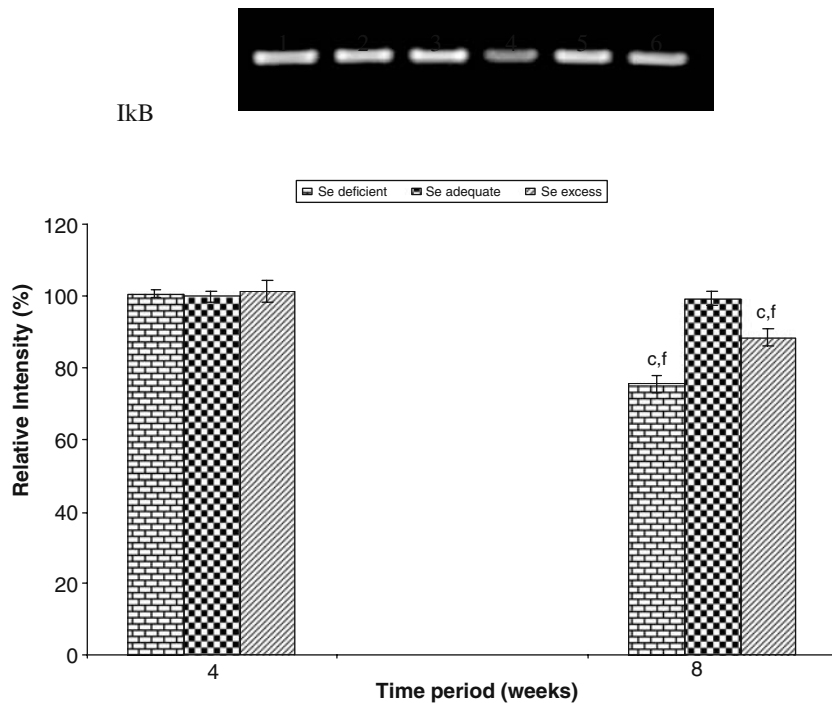 1 2 3 4 5 6
IkB
Se deficient Se adequate Se excess
120
100
80
60
40
20
0
Relative Intensity (%)
c,f
c,f
4 8
Time period (weeks)